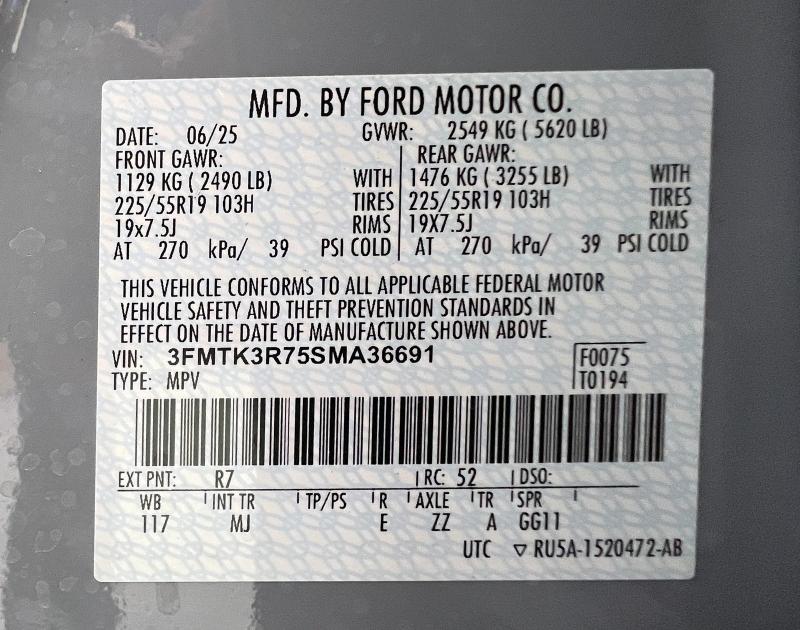 MFD. BY FORD MOTOR CO.
DATE: 06/25 GVWR: 2549 KG ( 5620 LB)
FRONT GAWR: REAR GAWR:
1129 KG ( 2490 LB) WITH 1476 KG ( 3255 LB) WITH
225/55R19 103H TIRES 225/55R19 103H TIRES
19x7.5J RIMS 19X7.5J RIMS
AT 270 kPa/ 39 PSI COLD AT 270 kPa/ 39 PSI COLD
THIS VEHICLE CONFORMS TO ALL APPLICABLE FEDERAL MOTOR
VEHICLE SAFETY AND THEFT PREVENTION STANDARDS IN
EFFECT ON THE DATE OF MANUFACTURE SHOWN ABOVE.
VIN: 3FMTK3R75SMA36691 F0075
TYPE: MPV T0194
EXT PNT: R7 RC: 52 DSO:
WB INT TR TP/PS R AXLE TR SPR
117 MJ E ZZ A GG11
UTC ▽ RU5A-1520472-AB